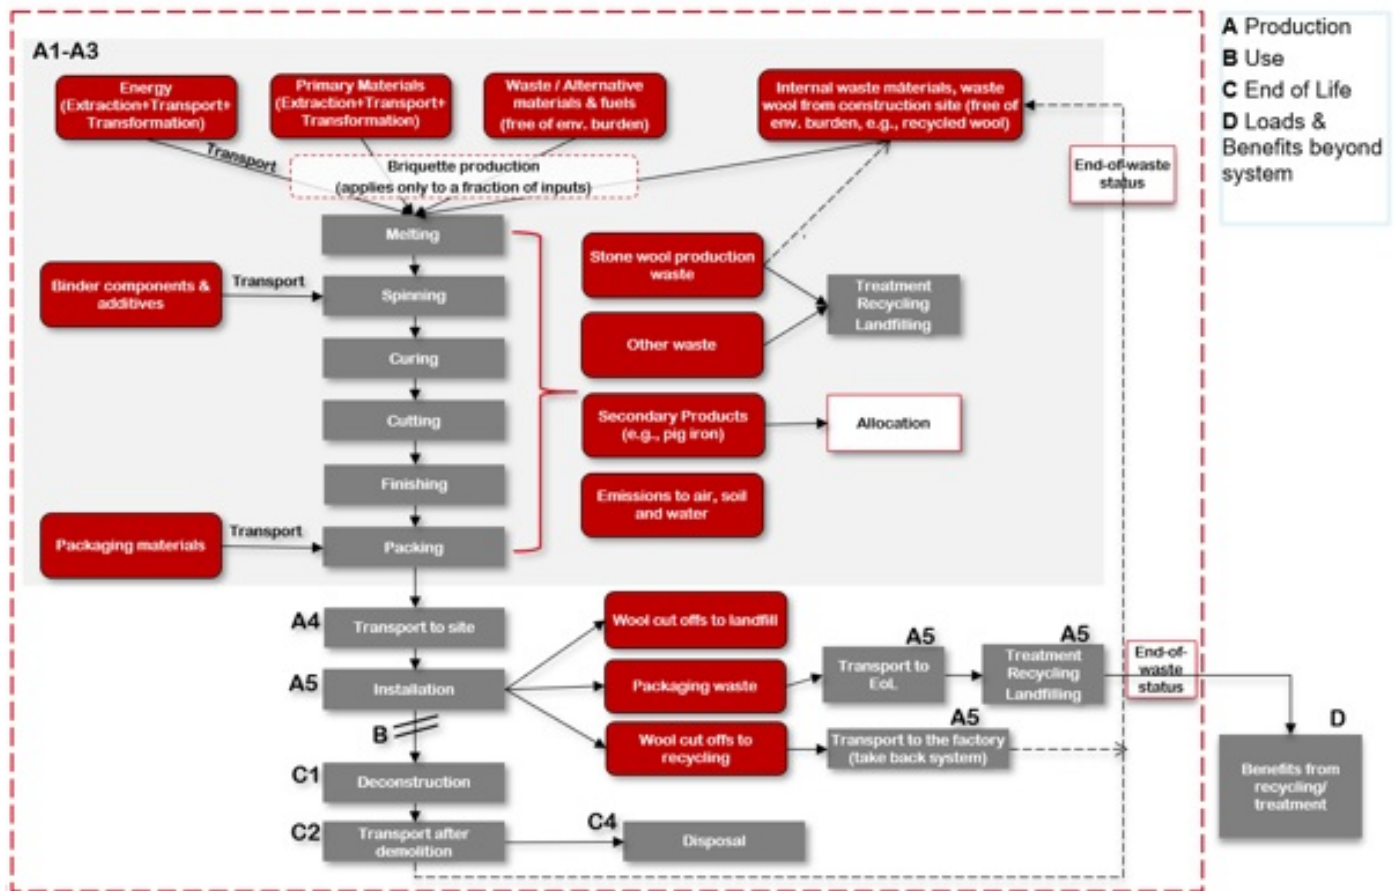 A1-A3
Energy
(Extraction+Transport+
Transformation)
Primary Materials
(Extraction+Transport+
Transformation)
Waste / Alternative
materials & fuels
(free of env. burden)
Internal waste materials, waste
wool from construction site (free of
env. burden, e.g., recycled wool)
Transport
Briquette production
(applies only to a fraction of inputs)
End-of-waste
status
A Production
B Use
C End of Life
D Loads &
Benefits beyond
system
Melting
Binder components &
additives
Transport
Spinning
Curing
Cutting
Finishing
Packaging materials
Transport
Packing
Stone wool production
waste
Other waste
Treatment
Recycling
Landfilling
Secondary Products
(e.g., pig iron)
Allocation
Emissions to air, soil
and water
A4
Transport to site
A5
Installation
B
C1
Deconstruction
C2
Transport after
demolition
C4
Disposal
Wool cut offs to landfill
Packaging waste
Wool cut offs to
recycling
A5
Transport to
EoL
A5
Treatment
Recycling
Landfilling
A5
Transport to the factory
(take back system)
End-of-
waste
status
D
Benefits from
recycling/
treatment